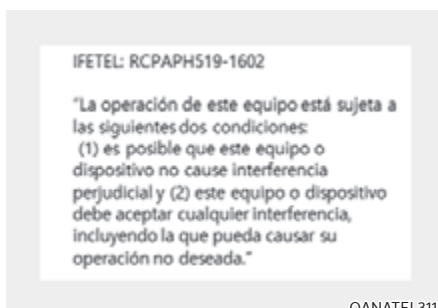 IFETEL: RCPAPH519-1602
"La operación de este equipo está sujeta a
las siguientes dos condiciones:
(1) es posible que este equipo o
dispositivo no cause interferencia
perjudicial y (2) este equipo o dispositivo
debe aceptar cualquier interferencia,
incluyendo la que pueda causar su
operación no deseada."
OANATEL311